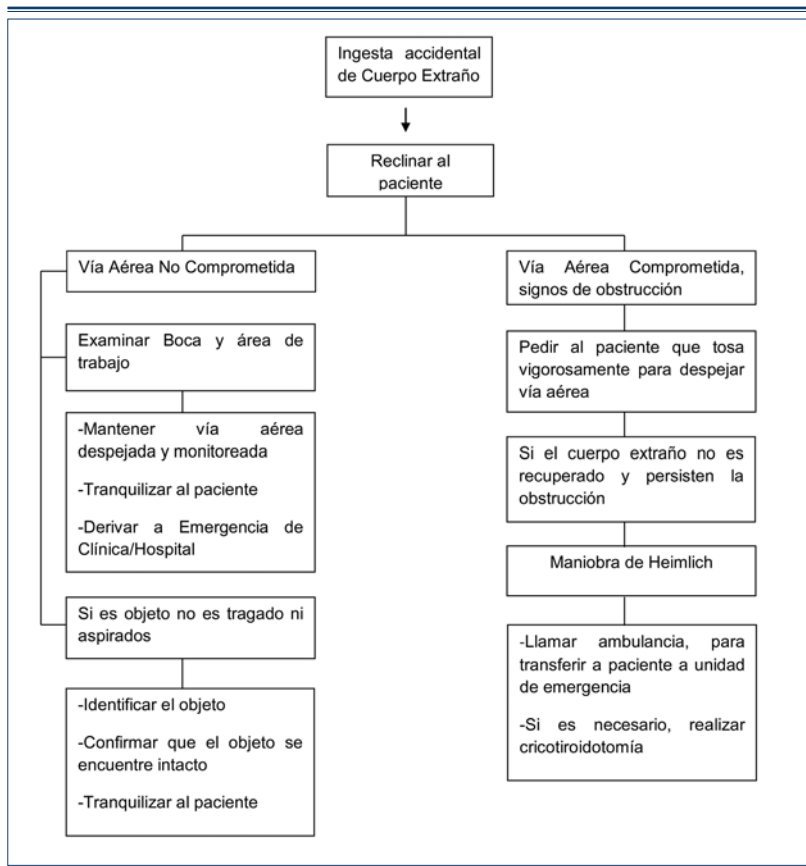 Ingesta accidental
de Cuerpo Extraño
Reclinar al
paciente
Vía Aérea No Comprometida
Examinar Boca y área de
trabajo
-Mantener vía aérea
despejada y monitoreada
-Tranquilizar al paciente
-Derivar a Emergencia de
Clínica/Hospital
Si es objeto no es tragado ni
aspirados
-Identificar el objeto
-Confirmar que el objeto se
encuentre intacto
-Tranquilizar al paciente
Vía Aérea Comprometida,
signos de obstrucción
Pedir al paciente que tosa
vigorosamente para despejar
vía aérea
Si el cuerpo extraño no es
recuperado y persisten la
obstrucción
Maniobra de Heimlich
-Llamar ambulancia, para
transferir a paciente a unidad
de emergencia
-Si es necesario, realizar
cricotiroidotomía